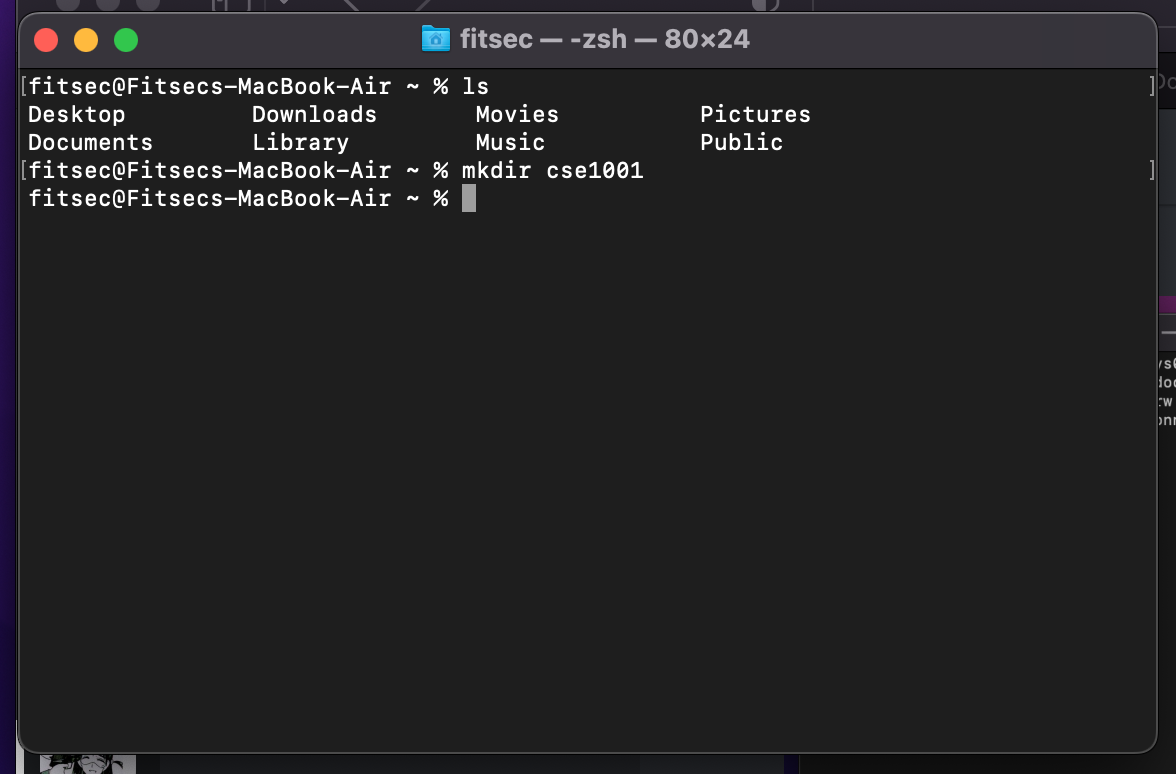 fitsec — -zsh — 80×24
[fitsec@Fitsecs-MacBook-Air ~ % ls ]
Desktop Downloads Movies Pictures
Documents Library Music Public
[fitsec@Fitsecs-MacBook-Air ~ % mkdir cse1001 ]
fitsec@Fitsecs-MacBook-Air ~ %